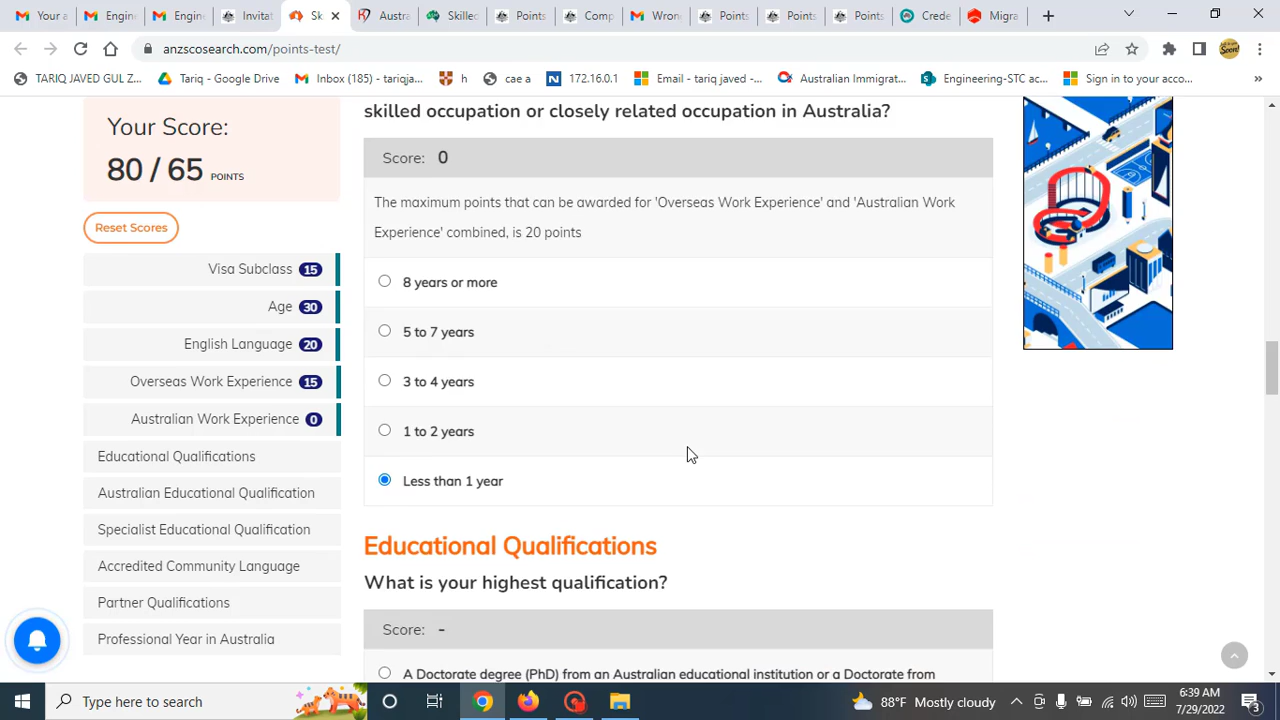 Your a
Engine
Engine
Invitat
Sk
Austra
Skilled
Points
Comp
Wron
Points
Points
Points
Crede
Migra
anzscosearch.com/points-test/
TARIQ JAVED GUL Z...
Tariq - Google Drive
Inbox (185) - tariqja...
h
cae a
172.16.0.1
Email - tariq javed -...
Australian Immigrat...
Engineering-STC ac...
Sign in to your acco...
Your Score:
80 / 65 POINTS
Reset Scores
Visa Subclass 15
Age 30
English Language 20
Overseas Work Experience 15
Australian Work Experience 0
Educational Qualifications
Australian Educational Qualification
Specialist Educational Qualification
Accredited Community Language
Partner Qualifications
Professional Year in Australia
skilled occupation or closely related occupation in Australia?
Score: 0
The maximum points that can be awarded for 'Overseas Work Experience' and 'Australian Work
Experience' combined, is 20 points
8 years or more
5 to 7 years
3 to 4 years
1 to 2 years
Less than 1 year
Educational Qualifications
What is your highest qualification?
Score: -
A Doctorate degree (PhD) from an Australian educational institution or a Doctorate from
Type here to search
88°F Mostly cloudy
6:39 AM
7/29/2022
3